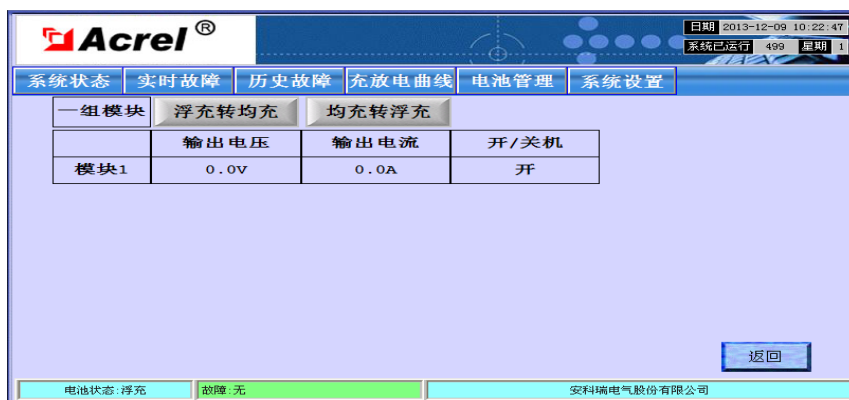 Acrel®
日期 2013-12-09 10:22:47
系统已运行 499 星期 1
系统状态 实时故障 历史故障 充放电曲线 电池管理 系统设置
一组模块 浮充转均充 均充转浮充
输出电压 输出电流 开/关机
模块1 0.0V 0.0A 开
返回
电池状态:浮充 故障:无 安科瑞电气股份有限公司